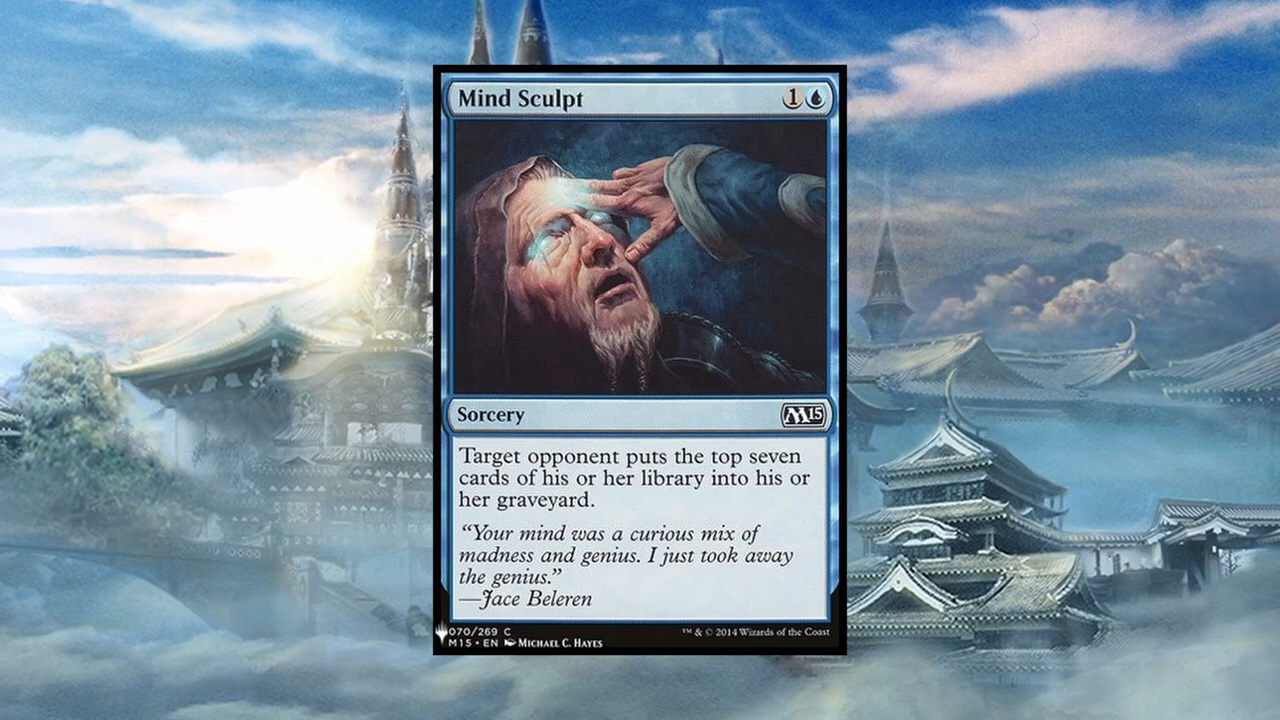 Mind Sculpt
1
Sorcery
M15
Target opponent puts the top seven
cards of his or her library into his or
her graveyard.
“Your mind was a curious mix of
madness and genius. I just took away
the genius.”
—Jace Beleren
070/269 C
M15 • EN Michael C. Hayes
™ & © 2014 Wizards of the Coast